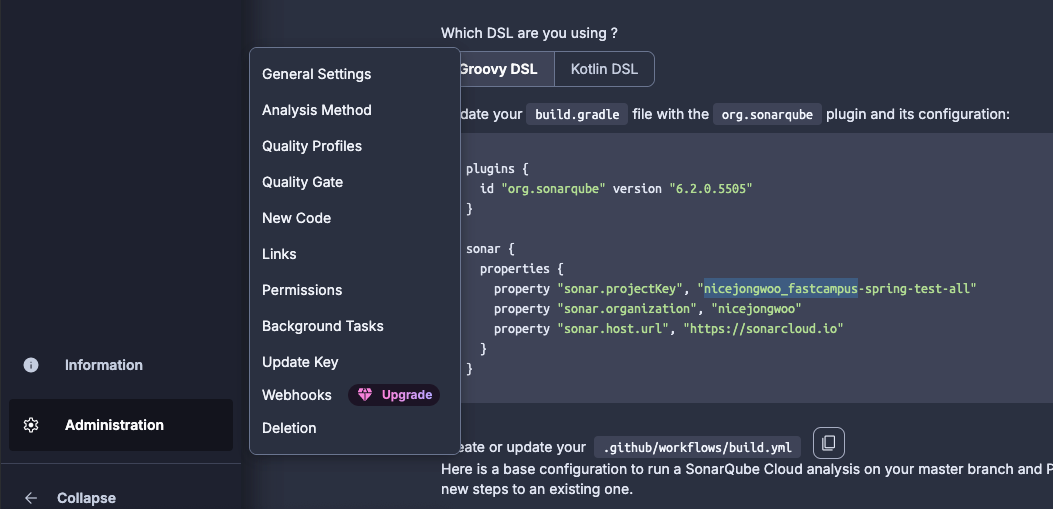 Which DSL are you using ?
Groovy DSL
Kotlin DSL
date your build.gradle file with the org.sonarqube plugin and its configuration:
plugins {
id "org.sonarqube" version "6.2.0.5505"
}
sonar {
properties {
property "sonar.projectKey", "nicejongwoo_fastcampus-spring-test-all"
property "sonar.organization", "nicejongwoo"
property "sonar.host.url", "https://sonarcloud.io"
}
}
eate or update your .github/workflows/build.yml
Here is a base configuration to run a SonarQube Cloud analysis on your master branch and P
new steps to an existing one.
General Settings
Analysis Method
Quality Profiles
Quality Gate
New Code
Links
Permissions
Background Tasks
Update Key
Webhooks Upgrade
Deletion
Information
Administration
Collapse